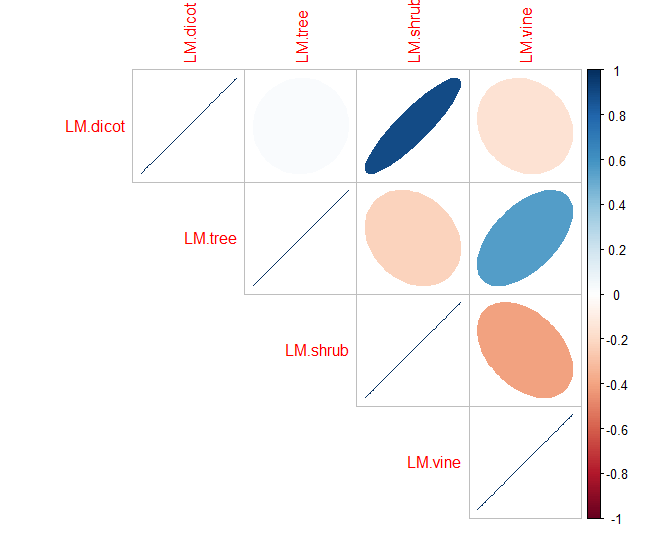 LM.dicot
LM.tree
LM.shrub
LM.vine
LM.dicot
LM.tree
LM.shrub
LM.vine
1
0.8
0.6
0.4
0.2
0
-0.2
-0.4
-0.6
-0.8
-1